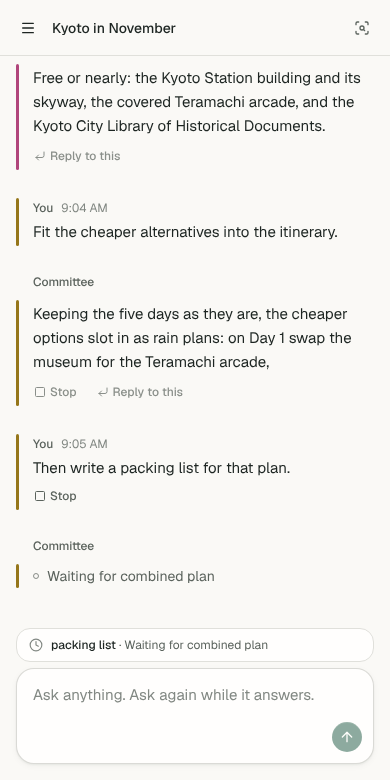 Kyoto in November
Free or nearly: the Kyoto Station building and its
skyway, the covered Teramachi arcade, and the
Kyoto City Library of Historical Documents.
Reply to this
You 9:04 AM
Fit the cheaper alternatives into the itinerary.
Committee
Keeping the five days as they are, the cheaper
options slot in as rain plans: on Day 1 swap the
museum for the Teramachi arcade,
Stop Reply to this
You 9:05 AM
Then write a packing list for that plan.
Stop
Committee
Waiting for combined plan
packing list · Waiting for combined plan
Ask anything. Ask again while it answers.